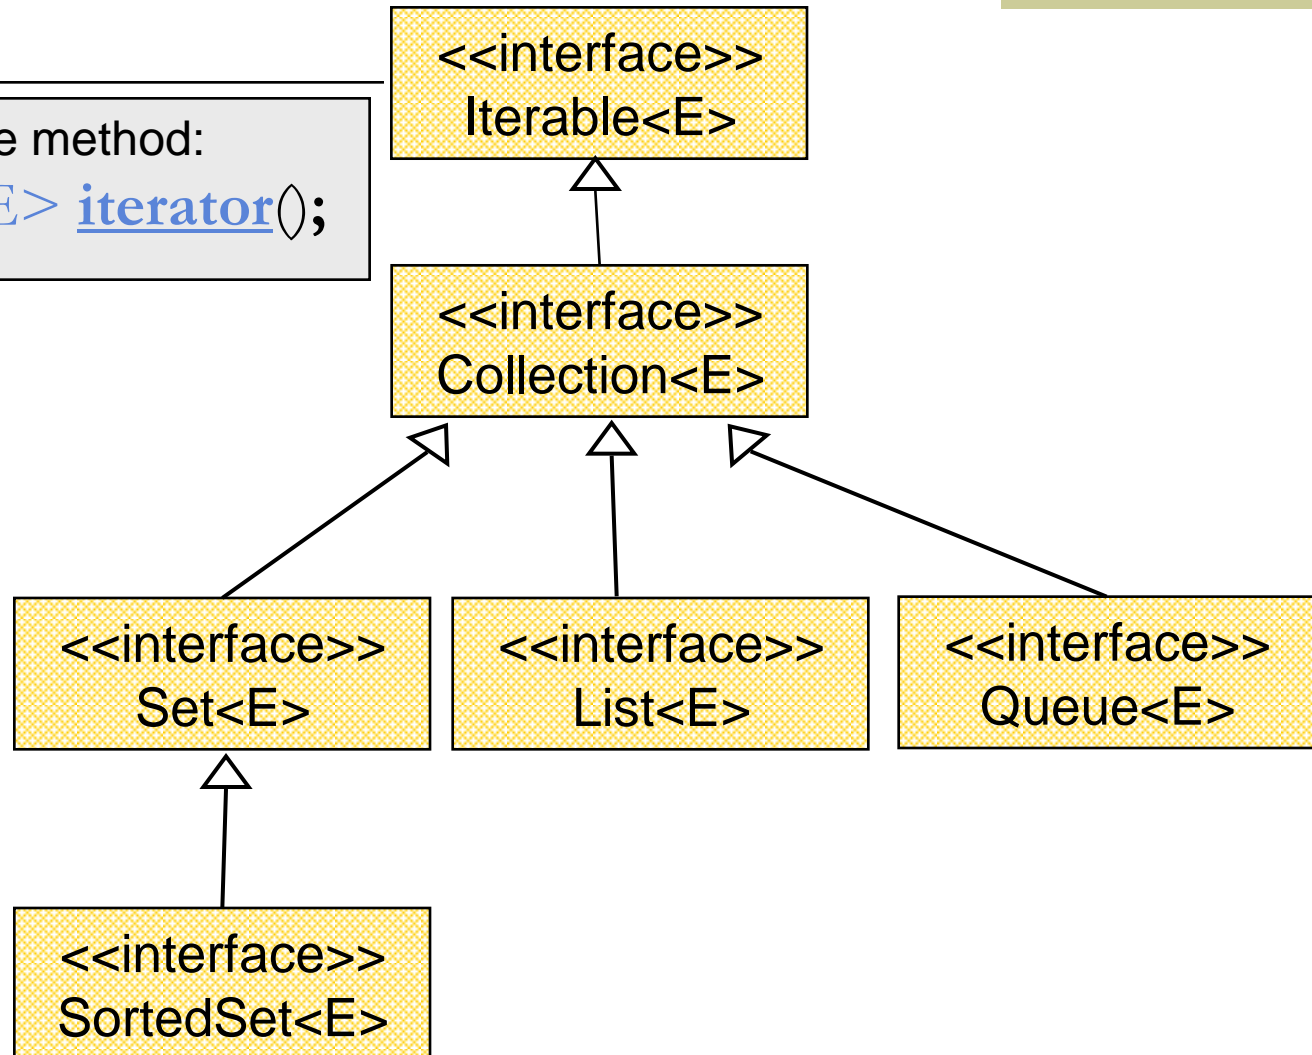 <<interface>>
Iterable<E>
e method:
E> iterator();
<<interface>>
Collection<E>
<<interface>>
Set<E>
<<interface>>
List<E>
<<interface>>
Queue<E>
<<interface>>
SortedSet<E>